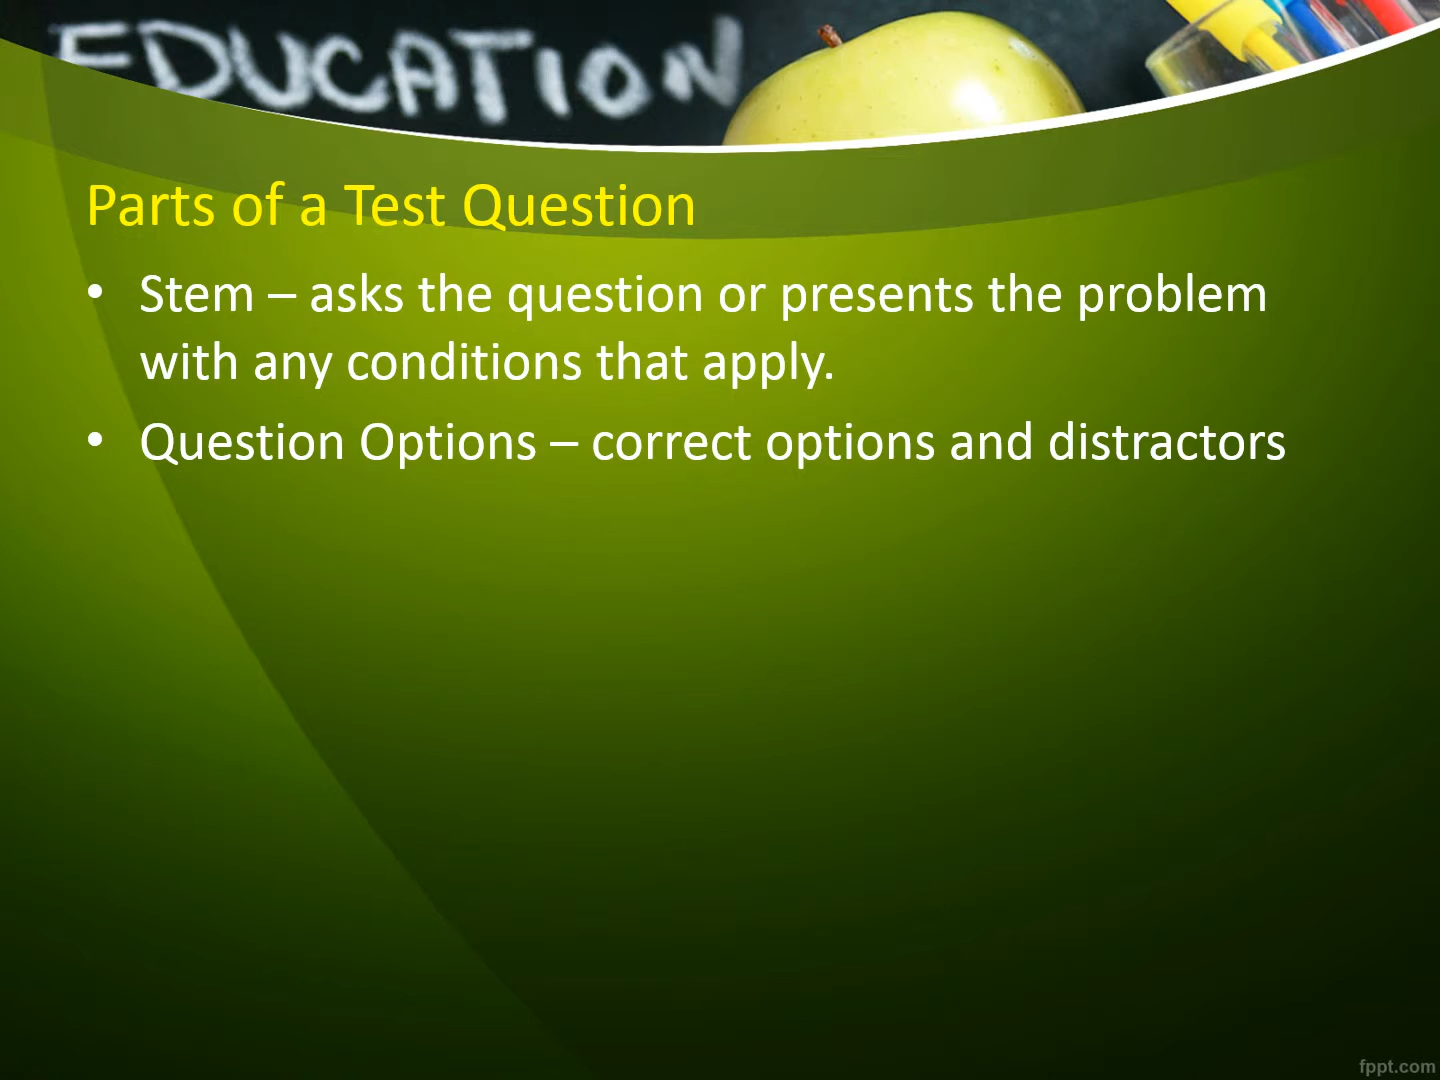 EDUCATION
Parts of a Test Question
• Stem – asks the question or presents the problem
with any conditions that apply.
• Question Options – correct options and distractors
fppt.com